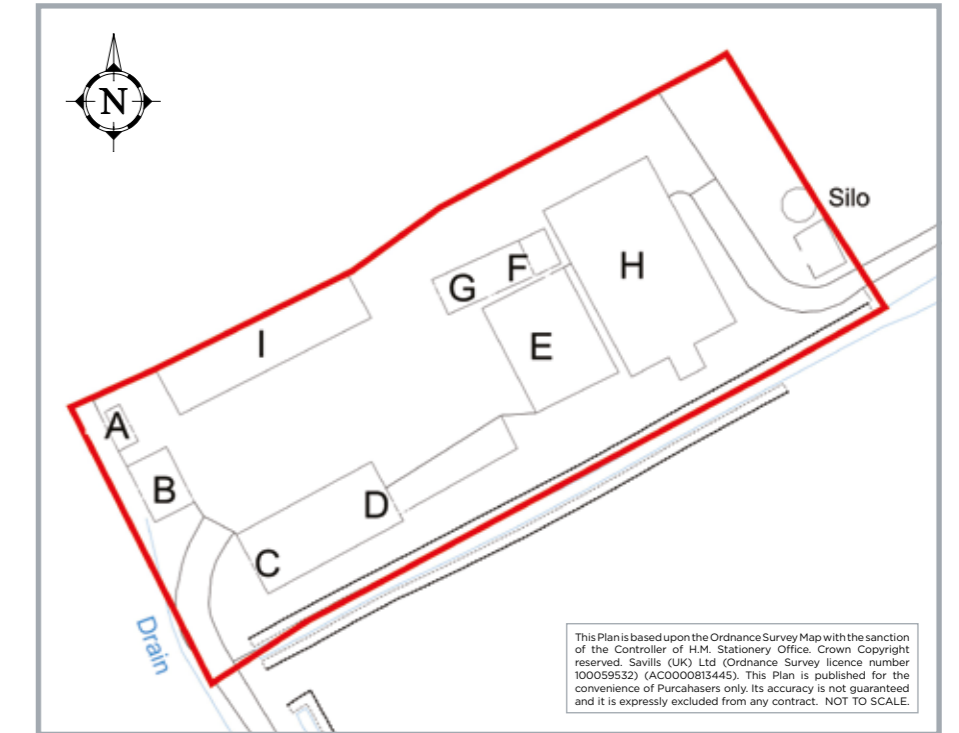 N
Silo
H
F
G
E
I
A
B
D
C
Drain
This Plan is based upon the Ordnance Survey Map with the sanction
of the Controller of H.M. Stationery Office. Crown Copyright
reserved. Savills (UK) Ltd (Ordnance Survey licence number
100059532) (AC0000813445). This Plan is published for the
convenience of Purcahasers only. Its accuracy is not guaranteed
and it is expressly excluded from any contract. NOT TO SCALE.